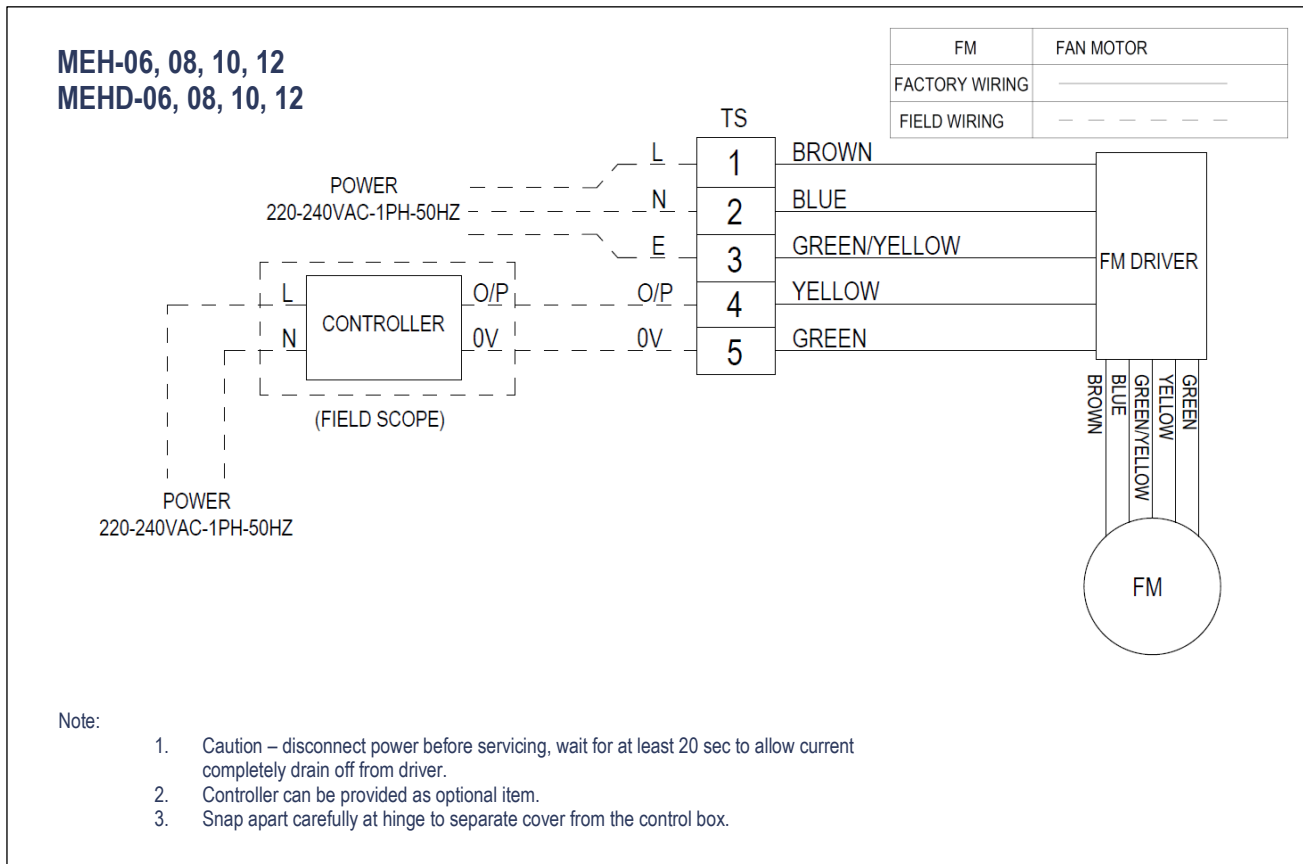 MEH-06, 08, 10, 12
MEHD-06, 08, 10, 12
FM FAN MOTOR
FACTORY WIRING
FIELD WIRING
TS
L 1 BROWN
POWER
220-240VAC-1PH-50HZ
N 2 BLUE
E 3 GREEN/YELLOW
FM DRIVER
L CONTROLLER O/P O/P 4 YELLOW
N 0V 0V 5 GREEN
(FIELD SCOPE)
POWER
220-240VAC-1PH-50HZ
BROWN
BLUE
GREEN/YELLOW
YELLOW
GREEN
FM
Note:
1. Caution – disconnect power before servicing, wait for at least 20 sec to allow current
completely drain off from driver.
2. Controller can be provided as optional item.
3. Snap apart carefully at hinge to separate cover from the control box.